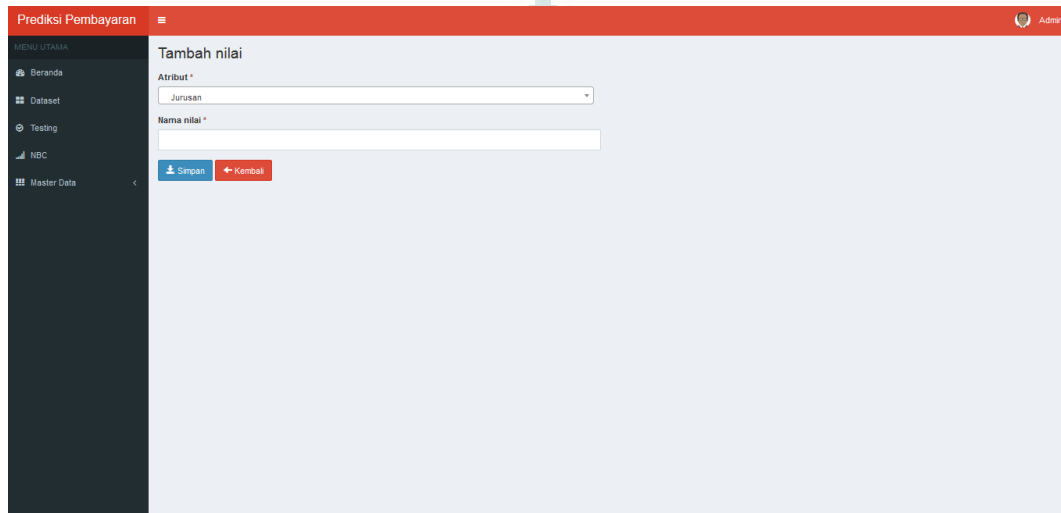 Prediksi Pembayaran
Admin
MENU UTAMA
Beranda
Dataset
Testing
NBC
Master Data
Tambah nilai
Atribut *
Jurusan
Nama nilai *
Simpan
Kembali